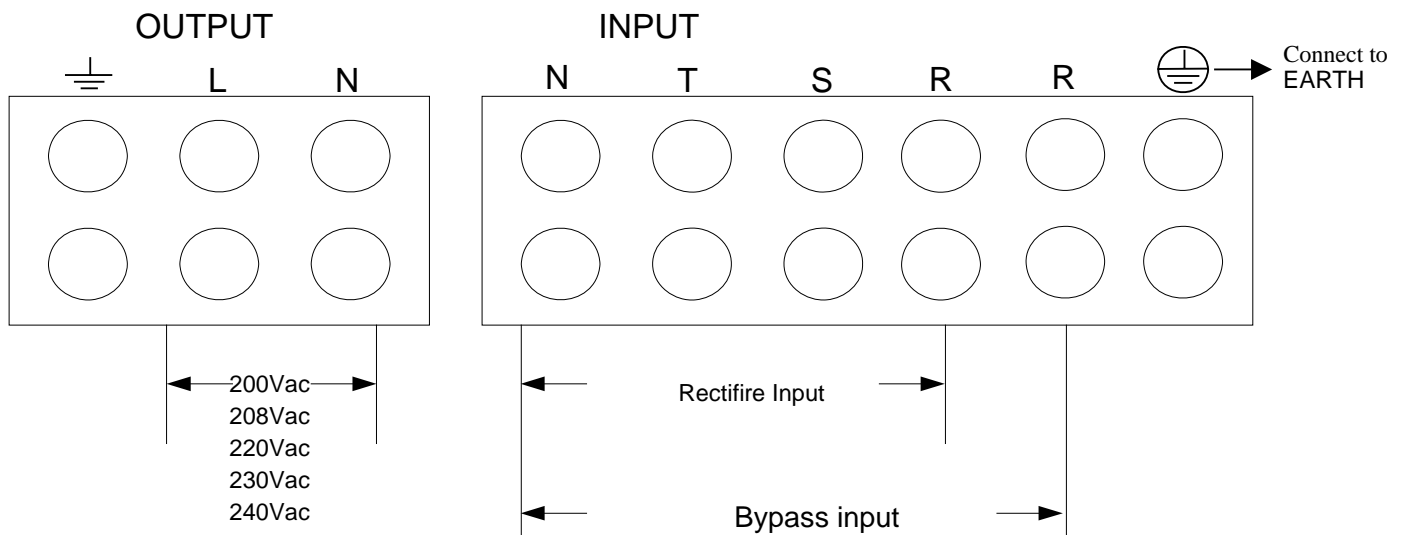 OUTPUT
INPUT
L N
N T S R R
Connect to
EARTH
200Vac
208Vac
220Vac
230Vac
240Vac
Rectifire Input
Bypass input